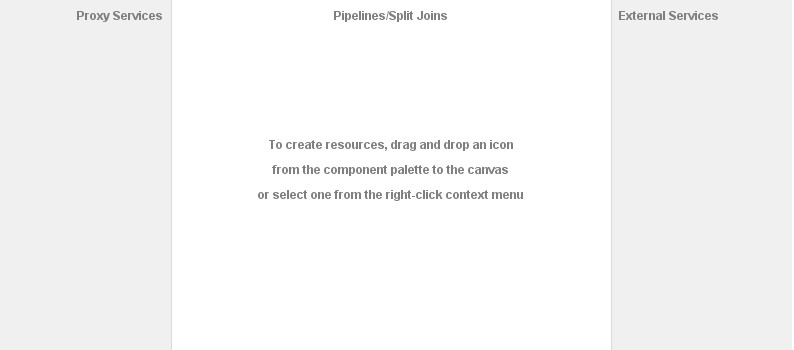 Proxy Services
Pipelines/Split Joins
External Services
To create resources, drag and drop an icon
from the component palette to the canvas
or select one from the right-click context menu